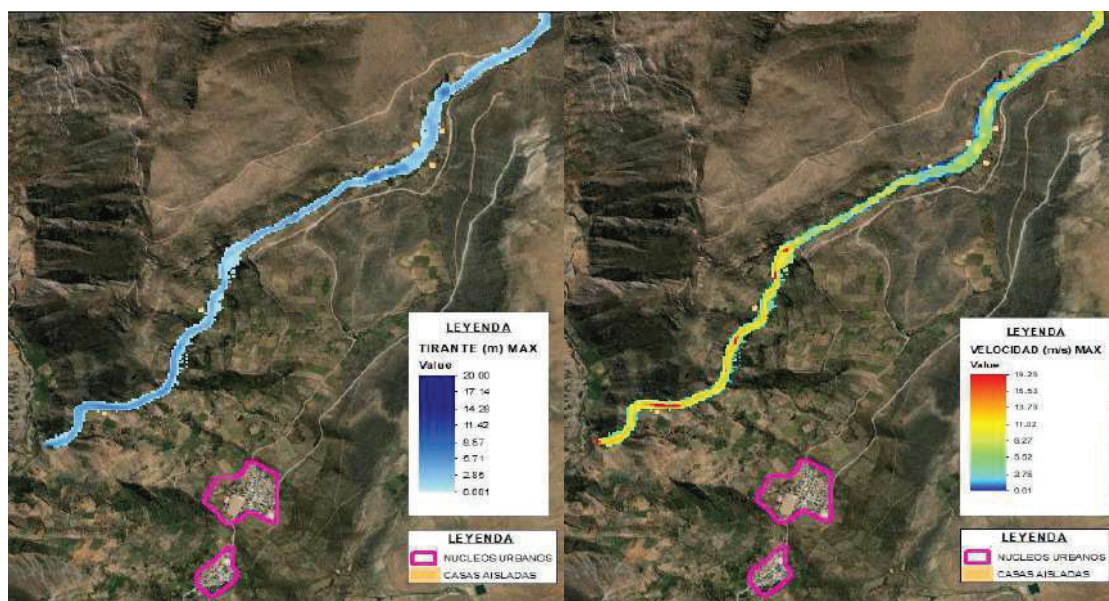 LEYENDA
TIRANTE (m) MAX
Value
20.00
17.14
14.28
11.42
8.57
5.71
2.85
0.001
LEYENDA
NUCLEOS URBANOS
CASAS AISLADAS
LEYENDA
VELOCIDAD (m/s) MAX
Value
19.28
16.53
13.78
11.02
8.27
5.52
2.76
0.01
LEYENDA
NUCLEOS URBANOS
CASAS AISLADAS